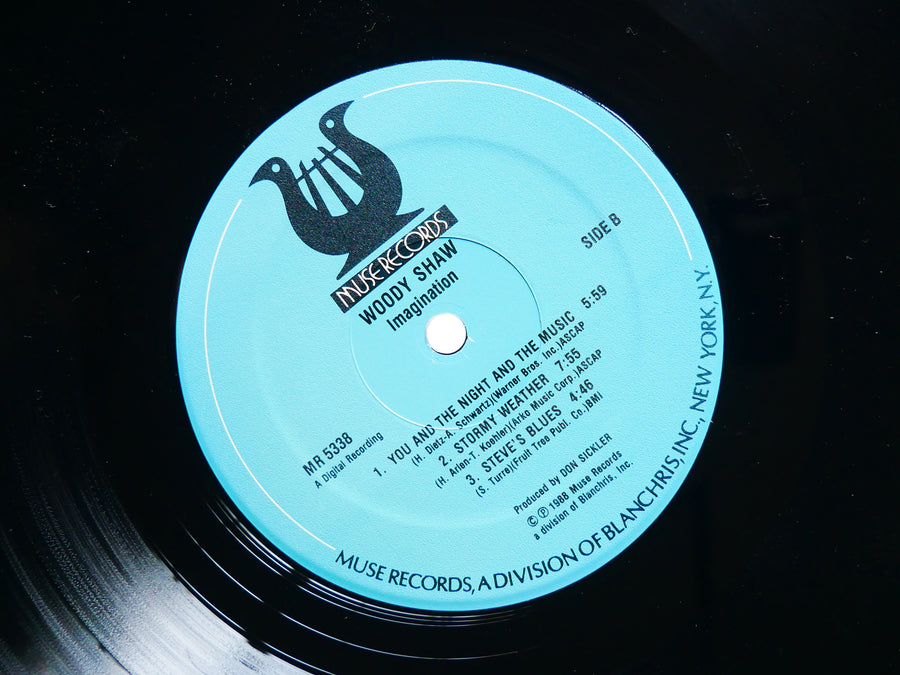 MUSE RECORDS
WOODY SHAW
Imagination
SIDE B
MR 5338
A Digital Recording
1. YOU AND THE NIGHT AND THE MUSIC 5:59
(H. Dietz-A. Schwartz)(Warner Bros. Inc.)ASCAP
2. STORMY WEATHER 7:55
(H. Arlen-T. Koehler)(Arko Music Corp.)ASCAP
3. STEVE'S BLUES 4:46
(S. Turre)(Fruit Tree Publ. Co.)BMI
Produced by DON SICKLER
© ℗ 1988 Muse Records
a division of Blanchris, Inc.
MUSE RECORDS, A DIVISION OF BLANCHRIS, INC., NEW YORK, N.Y.